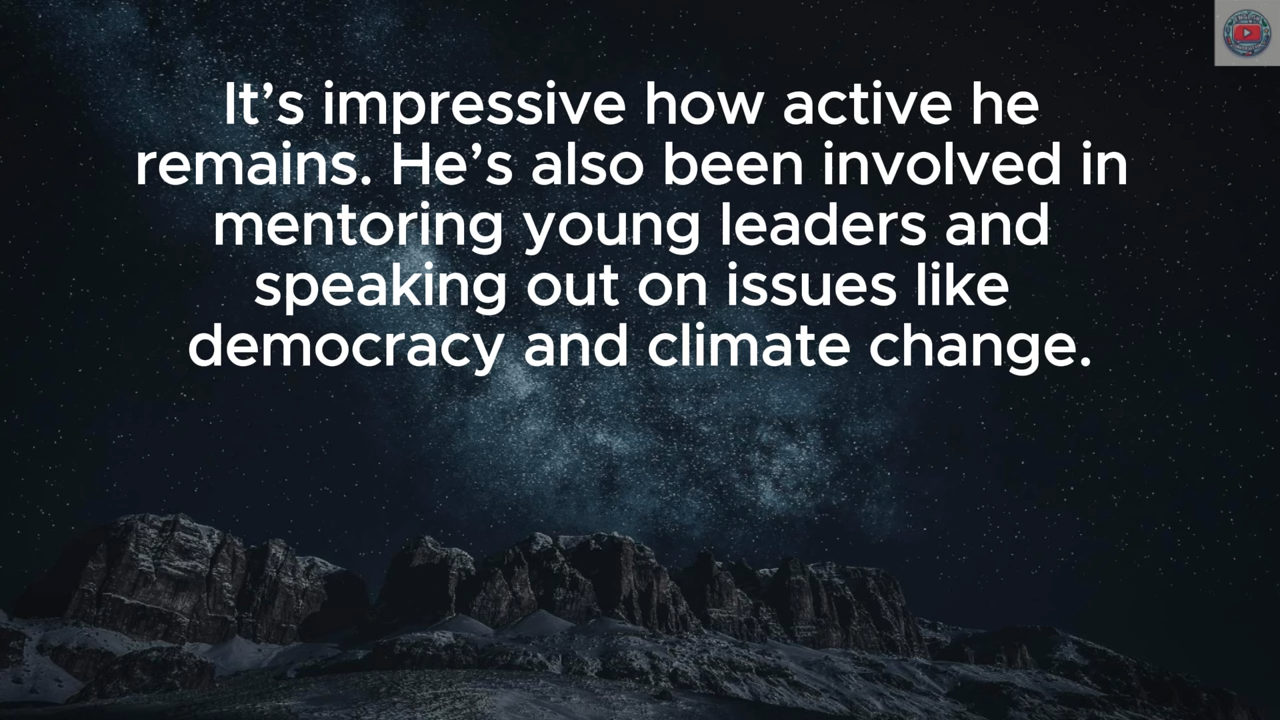 It’s impressive how active he
remains. He’s also been involved in
mentoring young leaders and
speaking out on issues like
democracy and climate change.